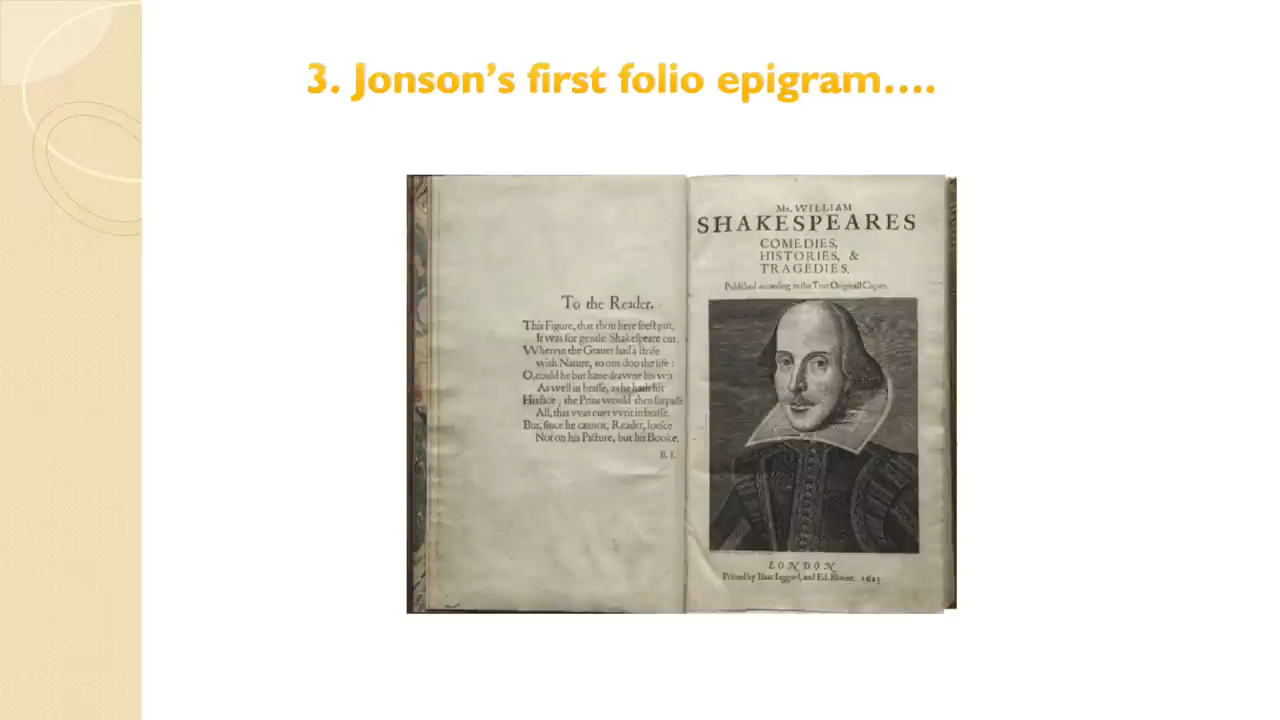 3. Jonson’s first folio epigram....
To the Reader.
This Figure, that thou here seest put,
It was for gentle Shakespeare cut;
Wherein the Grauer had a strife
with Nature, to out-doo the life :
O, could he but haue drawne his wit
As well in brasse, as he hath hit
His face ; the Print would then surpasse
All, that vvas euer vvrit in brasse.
But, since he cannot, Reader, looke
Not on his Picture, but his Booke.
B. I.
Mr. WILLIAM
SHAKESPEARES
COMEDIES,
HISTORIES, &
TRAGEDIES.
Published according to the True Originall Copies.
LONDON
Printed by Isaac Iaggard, and Ed. Blount. 1623